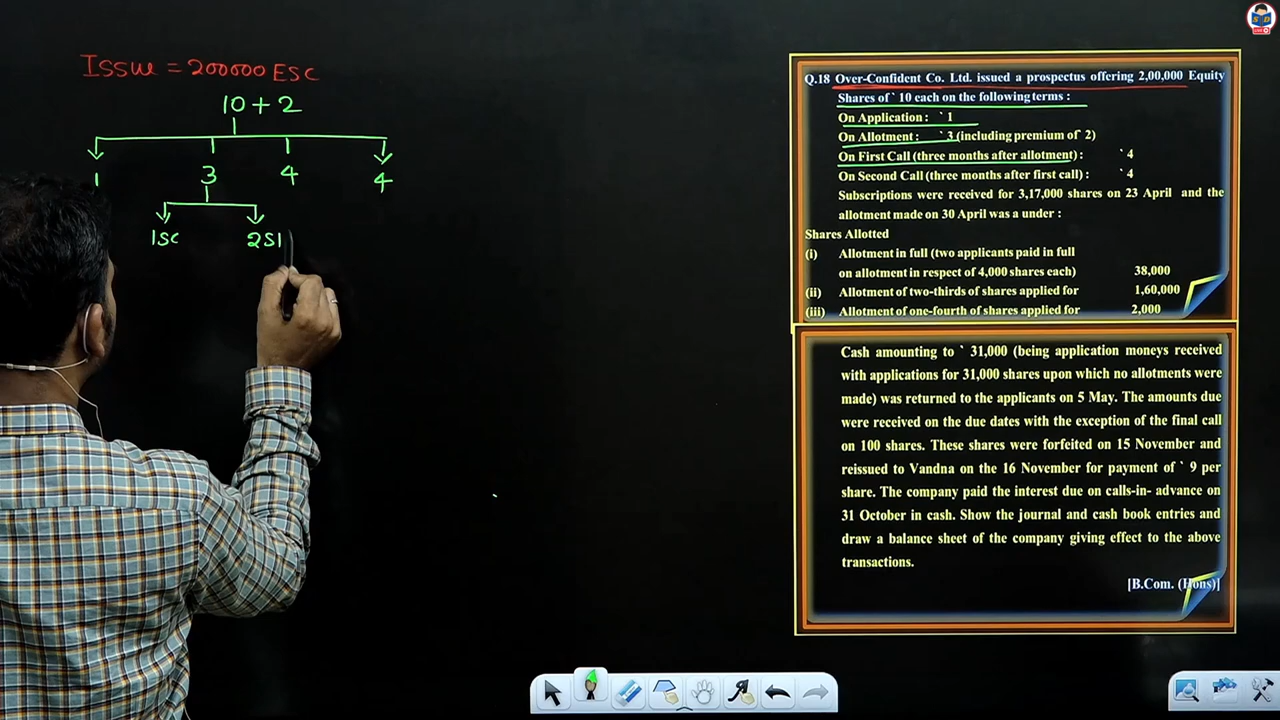 Issue = 200000 ESC
10 + 2
1 3 4 4
1SC 2SI
Q.18 Over-Confident Co. Ltd. issued a prospectus offering 2,00,000 Equity
Shares of ` 10 each on the following terms :
On Application : ` 1
On Allotment : ` 3 (including premium of ` 2)
On First Call (three months after allotment) : ` 4
On Second Call (three months after first call) : ` 4
Subscriptions were received for 3,17,000 shares on 23 April and the
allotment made on 30 April was a under :
Shares Allotted
(i) Allotment in full (two applicants paid in full
on allotment in respect of 4,000 shares each) 38,000
(ii) Allotment of two-thirds of shares applied for 1,60,000
(iii) Allotment of one-fourth of shares applied for 2,000
Cash amounting to ` 31,000 (being application moneys received
with applications for 31,000 shares upon which no allotments were
made) was returned to the applicants on 5 May. The amounts due
were received on the due dates with the exception of the final call
on 100 shares. These shares were forfeited on 15 November and
reissued to Vandna on the 16 November for payment of ` 9 per
share. The company paid the interest due on calls-in- advance on
31 October in cash. Show the journal and cash book entries and
draw a balance sheet of the company giving effect to the above
transactions.
[B.Com. (Hons)]